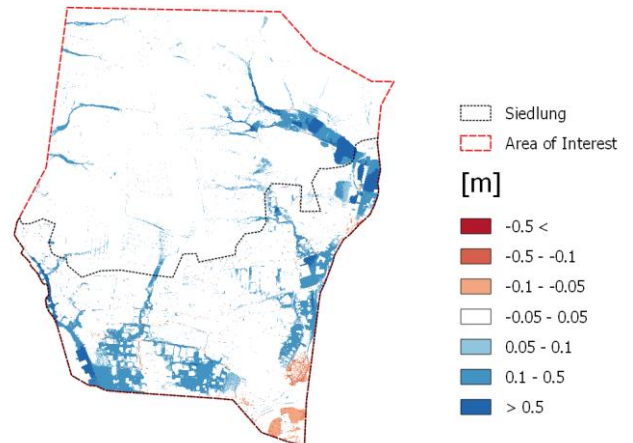 Siedlung
Area of Interest
[m]
-0.5 <
-0.5 - -0.1
-0.1 - -0.05
-0.05 - 0.05
0.05 - 0.1
0.1 - 0.5
> 0.5